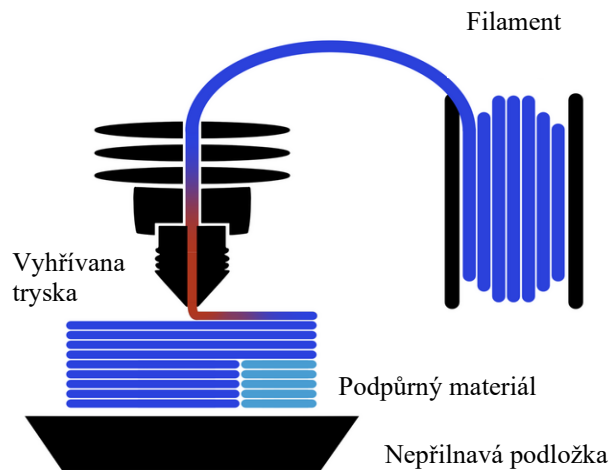 Filament
Vyhřívana
tryska
Podpůrný materiál
Nepřilnavá podložka